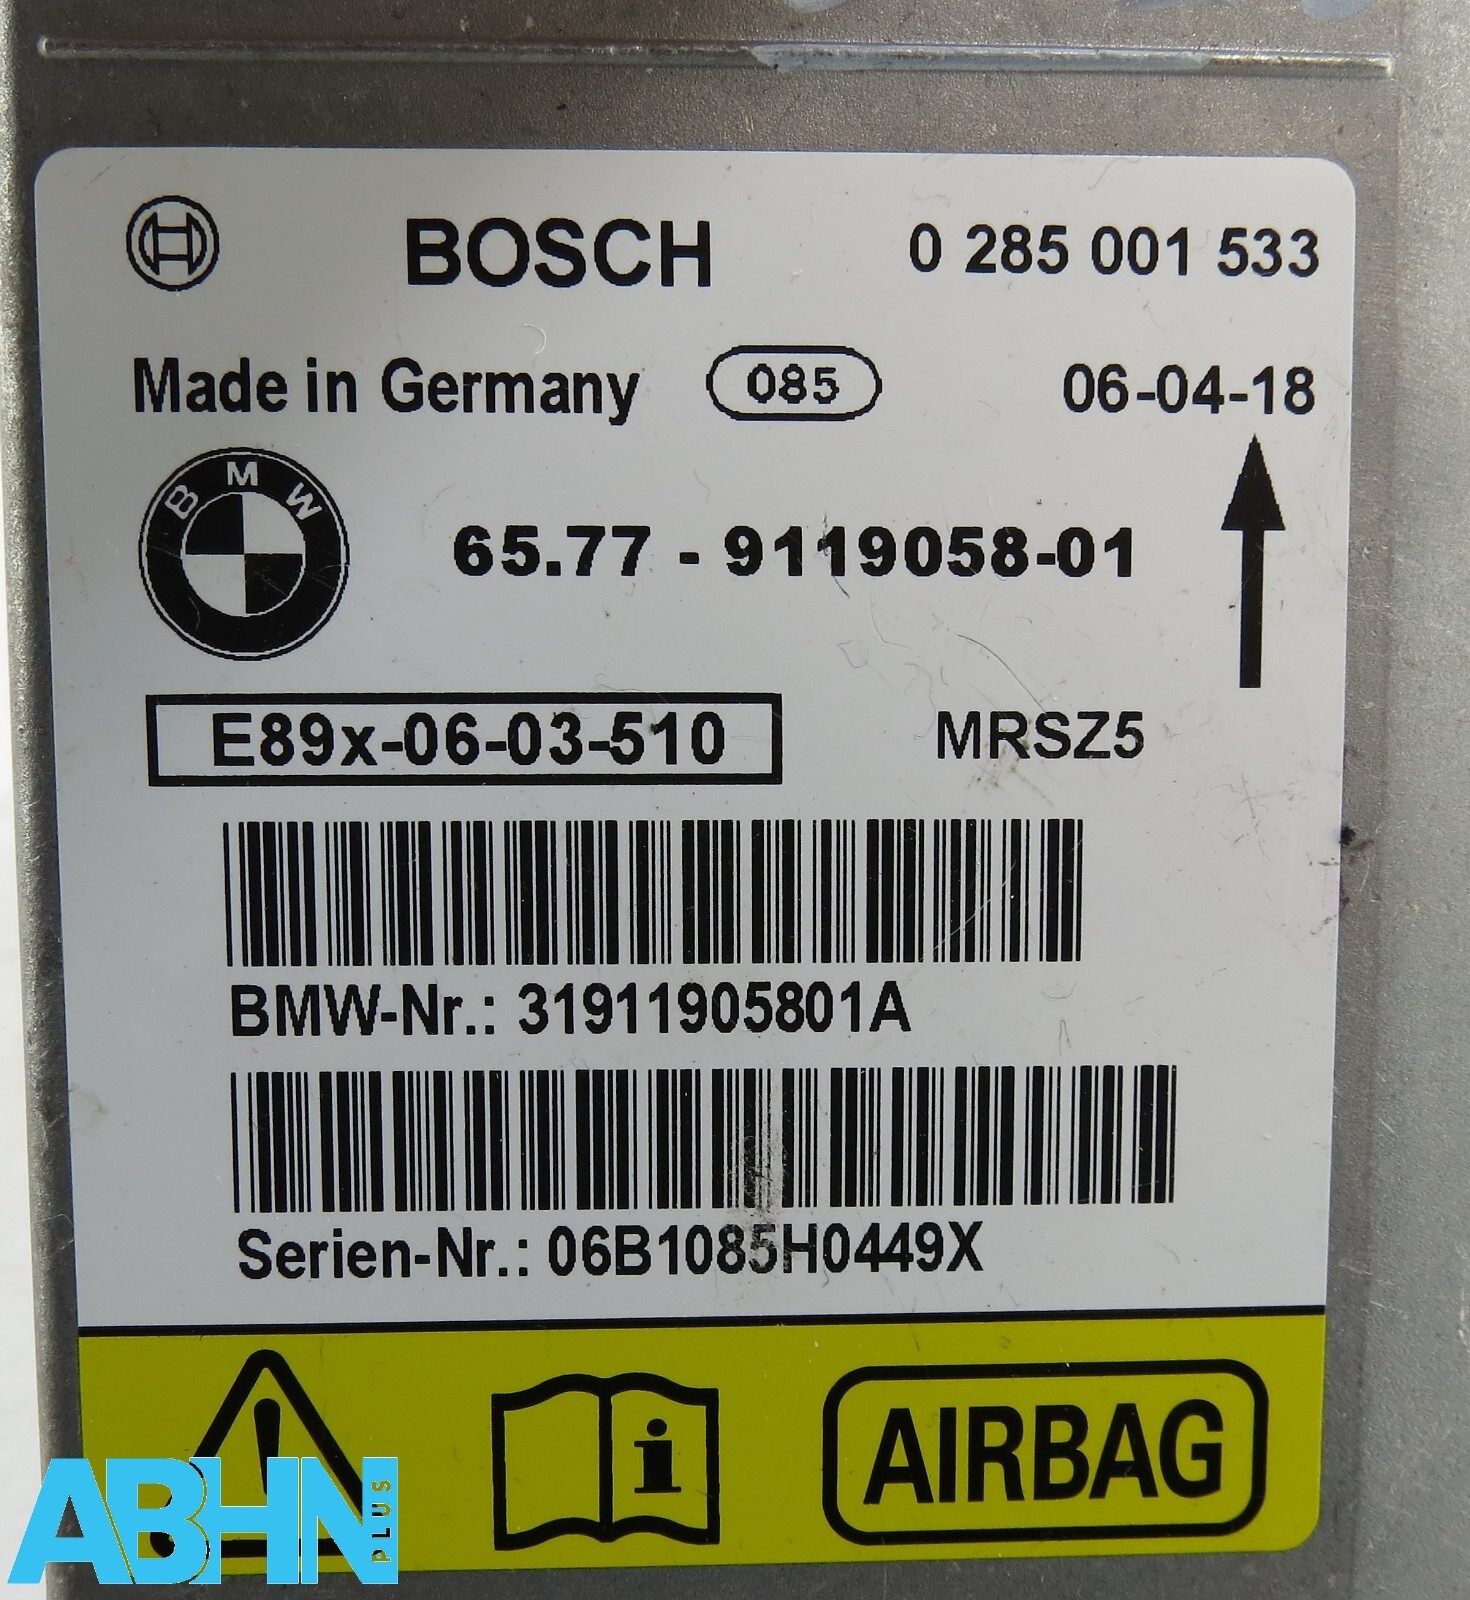 BOSCH 0 285 001 533
Made in Germany 085 06-04-18
BMW
65.77 - 9119058-01
E89x-06-03-510 MRSZ5
BMW-Nr.: 31911905801A
Serien-Nr.: 06B1085H0449X
AIRBAG
ABHN PLUS